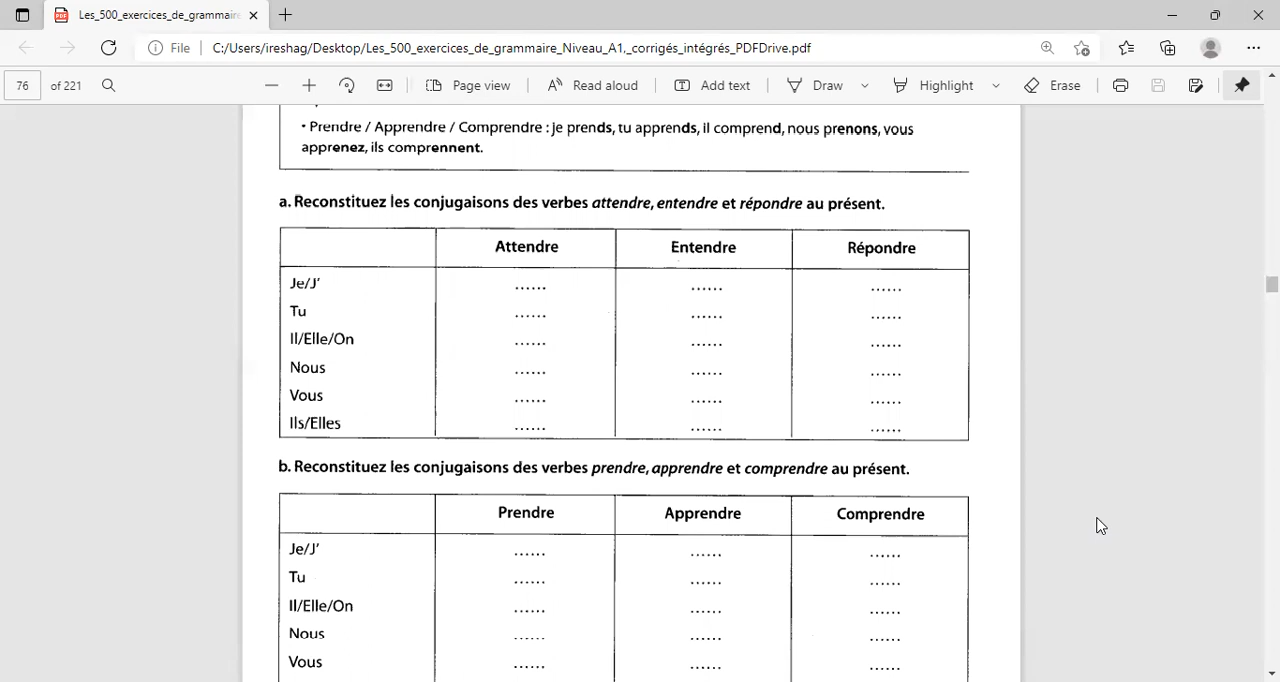 Les_500_exercices_de_grammaire
File C:/Users/ireshag/Desktop/Les_500_exercices_de_grammaire_Niveau_A1,_corrigés_intégrés_PDFDrive.pdf
76 of 221 Page view Read aloud Add text Draw Highlight Erase
• Prendre / Apprendre / Comprendre : je prends, tu apprends, il comprend, nous prenons, vous
apprenez, ils comprennent.
a. Reconstituez les conjugaisons des verbes attendre, entendre et répondre au présent.
Attendre Entendre Répondre
Je/J' ...... ...... ......
Tu ...... ...... ......
Il/Elle/On ...... ...... ......
Nous ...... ...... ......
Vous ...... ...... ......
Ils/Elles ...... ...... ......
b. Reconstituez les conjugaisons des verbes prendre, apprendre et comprendre au présent.
Prendre Apprendre Comprendre
Je/J' ...... ...... ......
Tu ...... ...... ......
Il/Elle/On ...... ...... ......
Nous ...... ...... ......
Vous ...... ...... ......